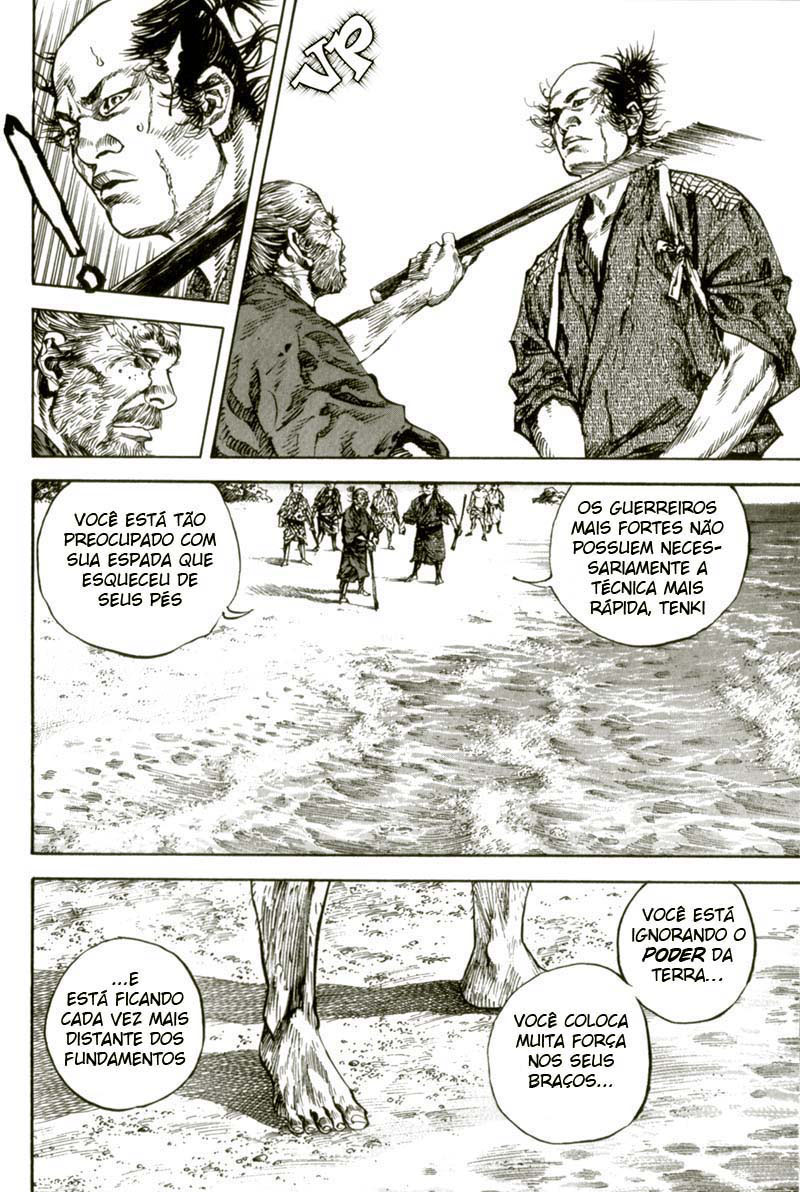 VP
OS GUERREIROS
MAIS FORTES NÃO
POSSUEM NECES-
SARIAMENTE A
TÉCNICA MAIS
RÁPIDA, TENKI
VOCÊ ESTÁ TÃO
PREOCUPADO COM
SUA ESPADA QUE
ESQUECEU DE
SEUS PÉS
VOCÊ ESTÁ
IGNORANDO O
PODER DA
TERRA...
VOCÊ COLOCA
MUITA FORÇA
NOS SEUS
BRAÇOS...
...E
ESTÁ FICANDO
CADA VEZ MAIS
DISTANTE DOS
FUNDAMENTOS